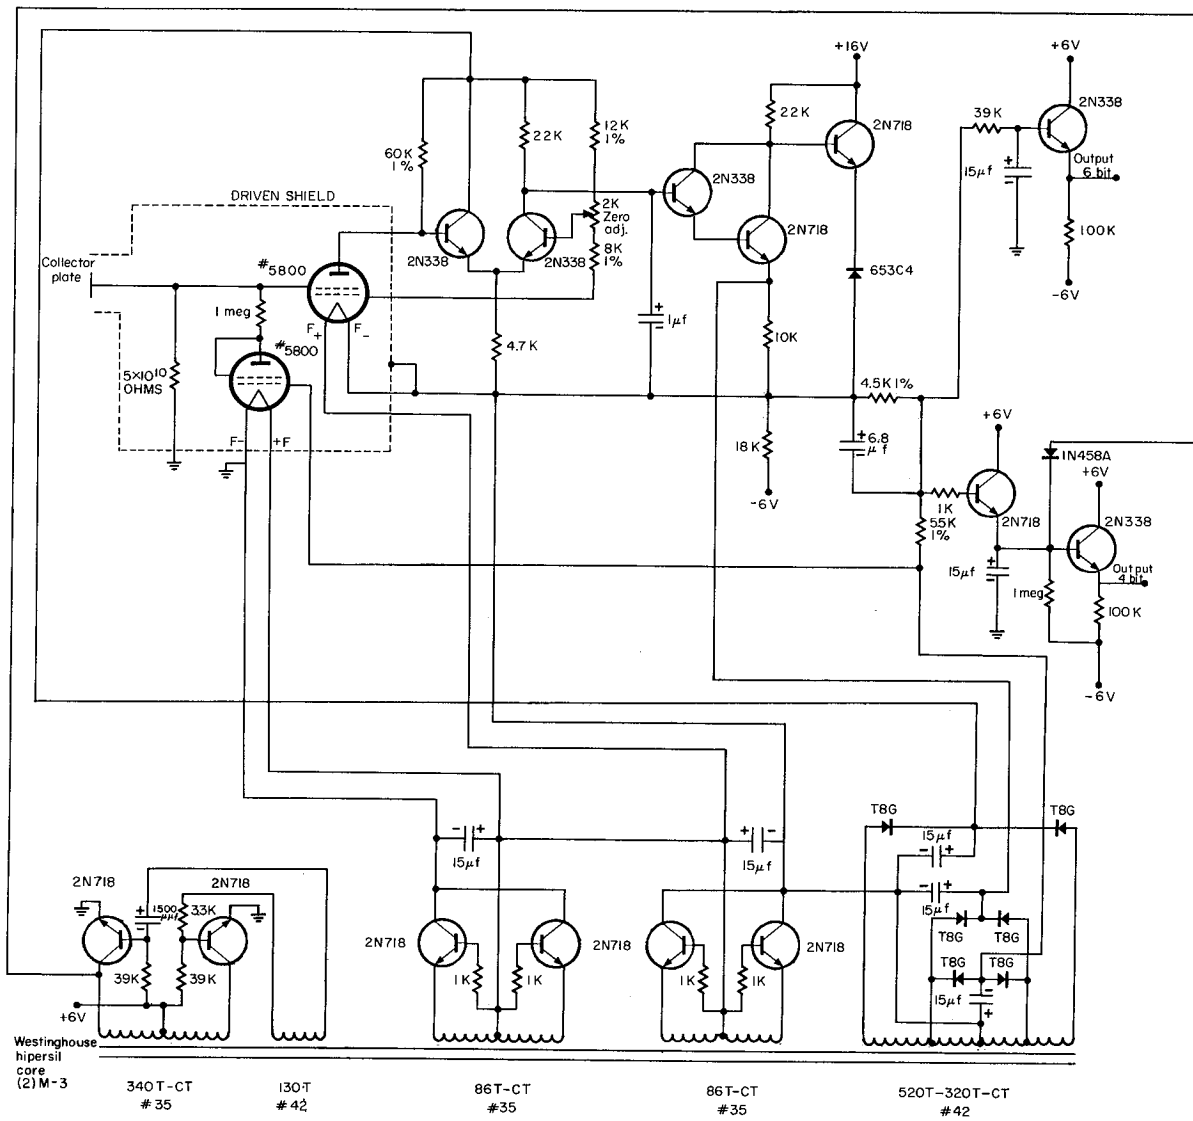 +16V
+6V
2N338
39K
22K
2N718
12K
1%
22K
60K
1%
15μf
Output
6 bit
2N338
DRIVEN SHIELD
2K
Zero
adj.
2N718
100K
8K
1%
2N338
2N338
Collector
plate
#5800
653C4
-6V
1 meg
F+
F-
1μf
10K
#5800
4.7K
5×10¹⁰
OHMS
4.5K 1%
+6V
F-
+F
18K
6.8
μf
1N458A
+6V
-6V
1K
2N718
2N338
55K
1%
15μf
Output
4 bit
1 meg
100K
-6V
T8G
T8G
15μf
15μf
15μf
2N718
2N718
1500
μμf
33K
15μf
2N718
2N718
2N718
2N718
T8G
T8G
T8G
T8G
39K
39K
1K
1K
1K
1K
15μf
+6V
Westinghouse
hipersil
core
(2) M-3
340T-CT
#35
130T
#42
86T-CT
#35
86T-CT
#35
520T-320T-CT
#42